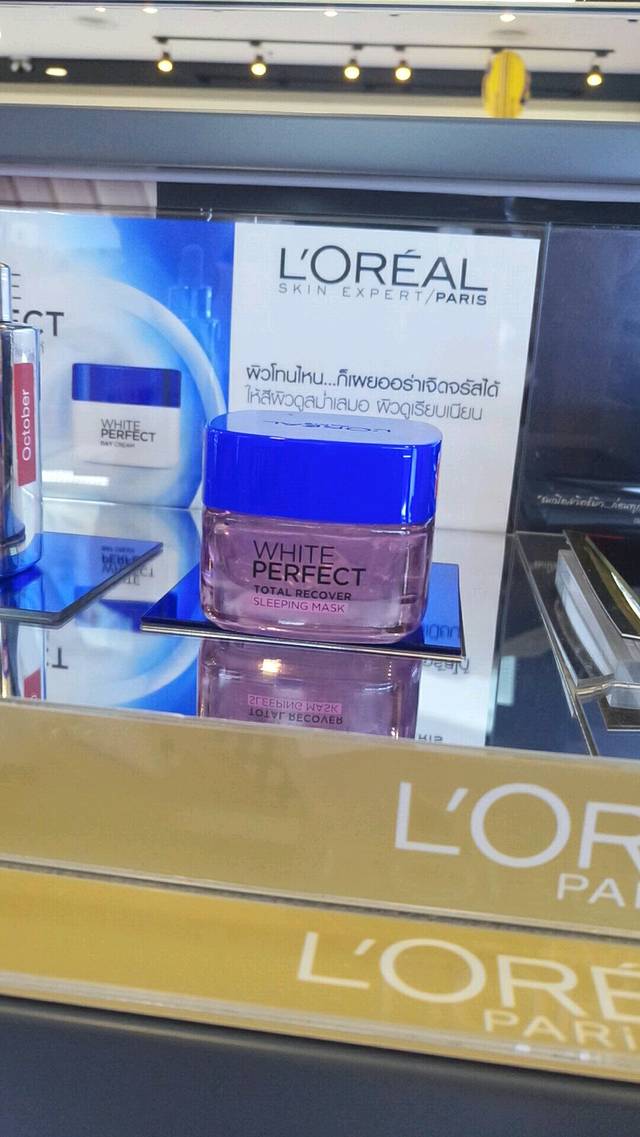 L'ORÉAL
SKIN EXPERT/PARIS
ผิวโทนไหน...ก็เผยออร่าเจิดจรัสได้
ให้สีผิวดูสม่ำเสมอ ผิวดูเรียบเนียน
October
WHITE
PERFECT
DAY CREAM
L'ORÉAL
WHITE
PERFECT
TOTAL RECOVER
SLEEPING MASK
L'OR
PA
L'ORÉ
PARI